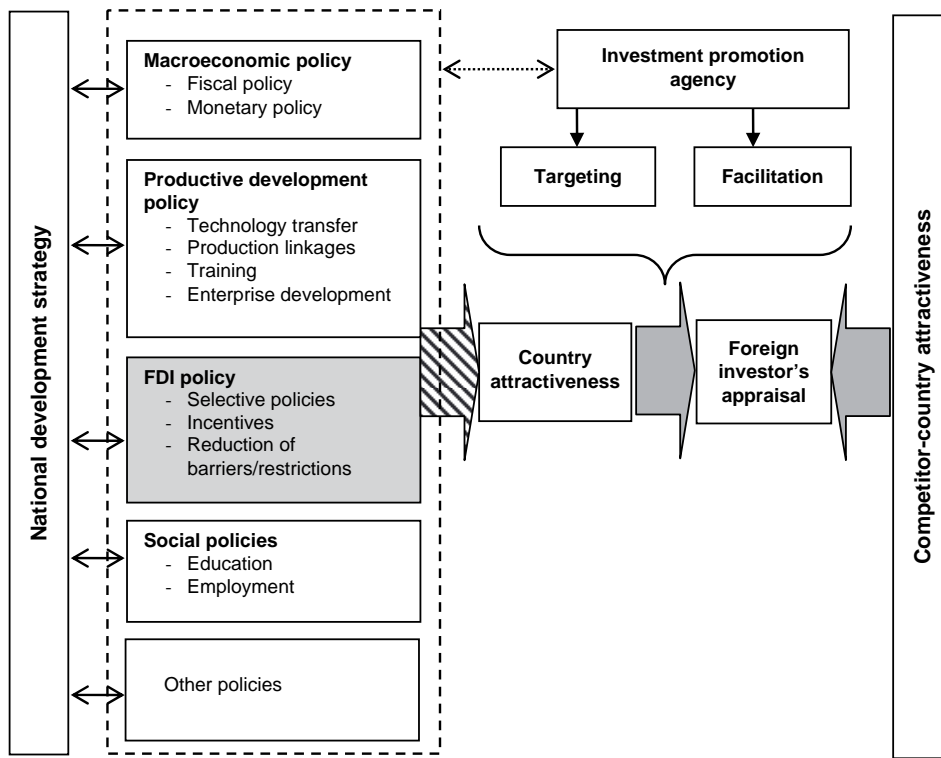 National development strategy
Macroeconomic policy
- Fiscal policy
- Monetary policy
Productive development
policy
- Technology transfer
- Production linkages
- Training
- Enterprise development
FDI policy
- Selective policies
- Incentives
- Reduction of
barriers/restrictions
Social policies
- Education
- Employment
Other policies
Investment promotion
agency
Targeting
Facilitation
Country
attractiveness
Foreign
investor's
appraisal
Competitor-country attractiveness